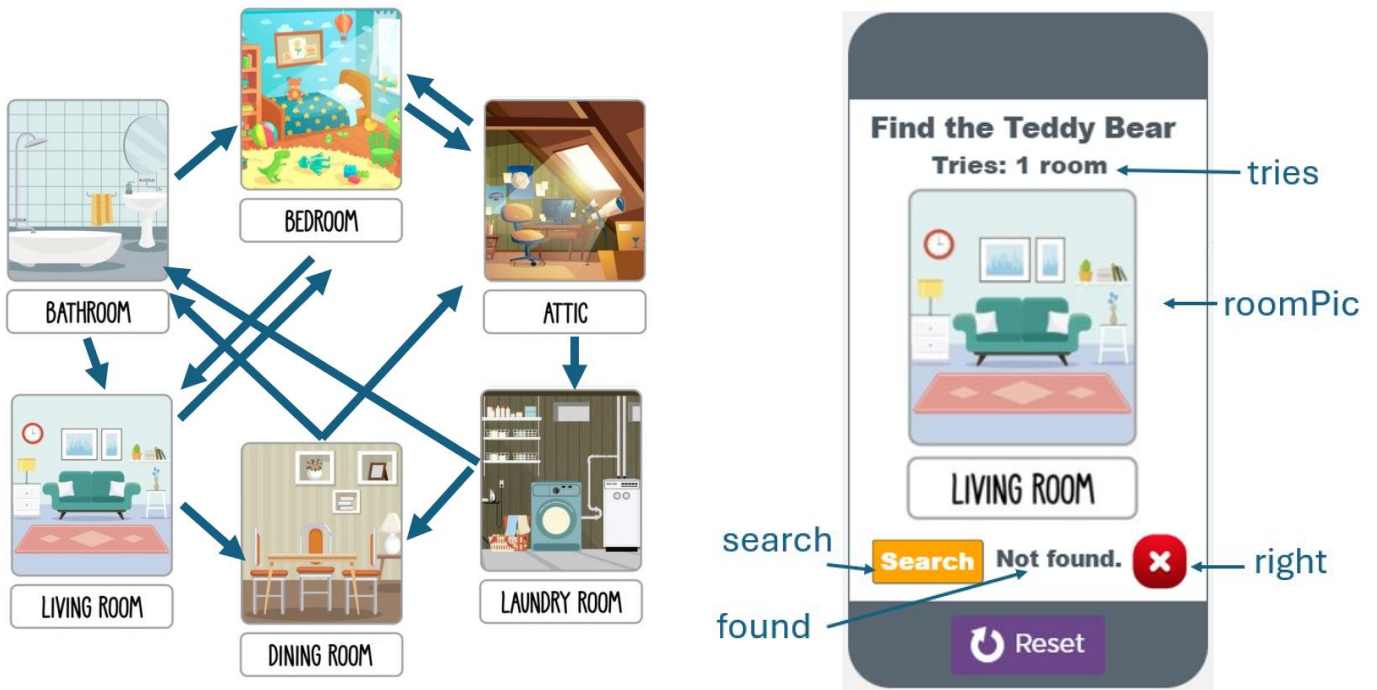 BEDROOM
BATHROOM
ATTIC
LIVING ROOM
DINING ROOM
LAUNDRY ROOM
Find the Teddy Bear
Tries: 1 room
tries
roomPic
LIVING ROOM
search
Search
Not found.
right
found
Reset